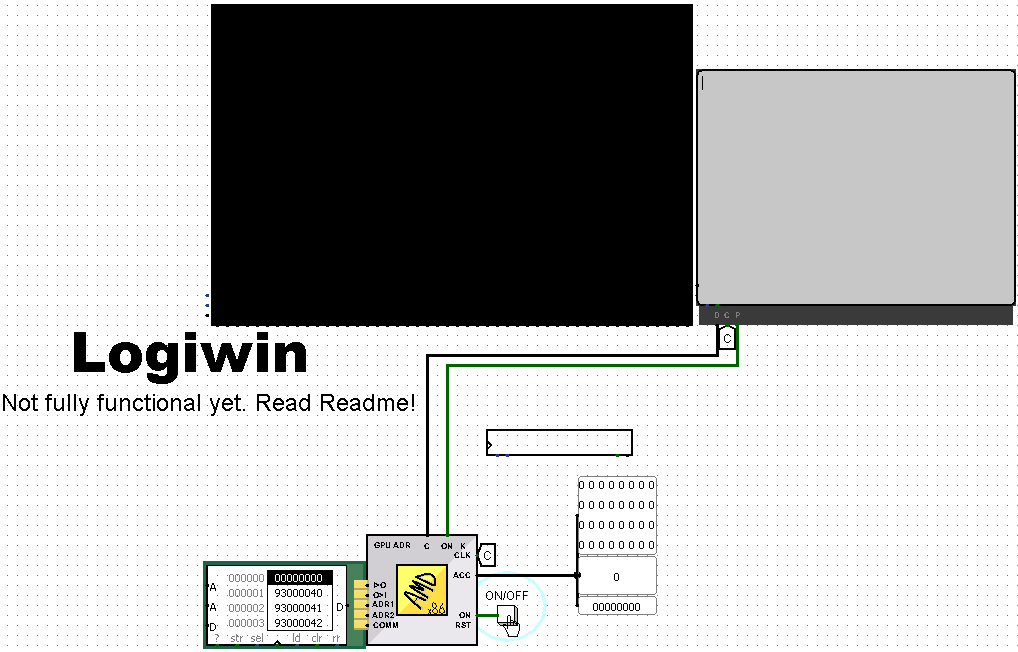 D C P
C
Logiwin
Not fully functional yet. Read Readme!
0 0 0 0 0 0 0 0
0 0 0 0 0 0 0 0
0 0 0 0 0 0 0 0
0 0 0 0 0 0 0 0
GPU ADR C ON K
CLK C
ACC
0
00000000
A 000000 00000000
000001 93000040
A 000002 93000041 D
D 000003 93000042
? str sel ld clr rr
▷O
O>I
ADR1
ADR2
COMM
AMD
x86
ON
RST
ON/OFF